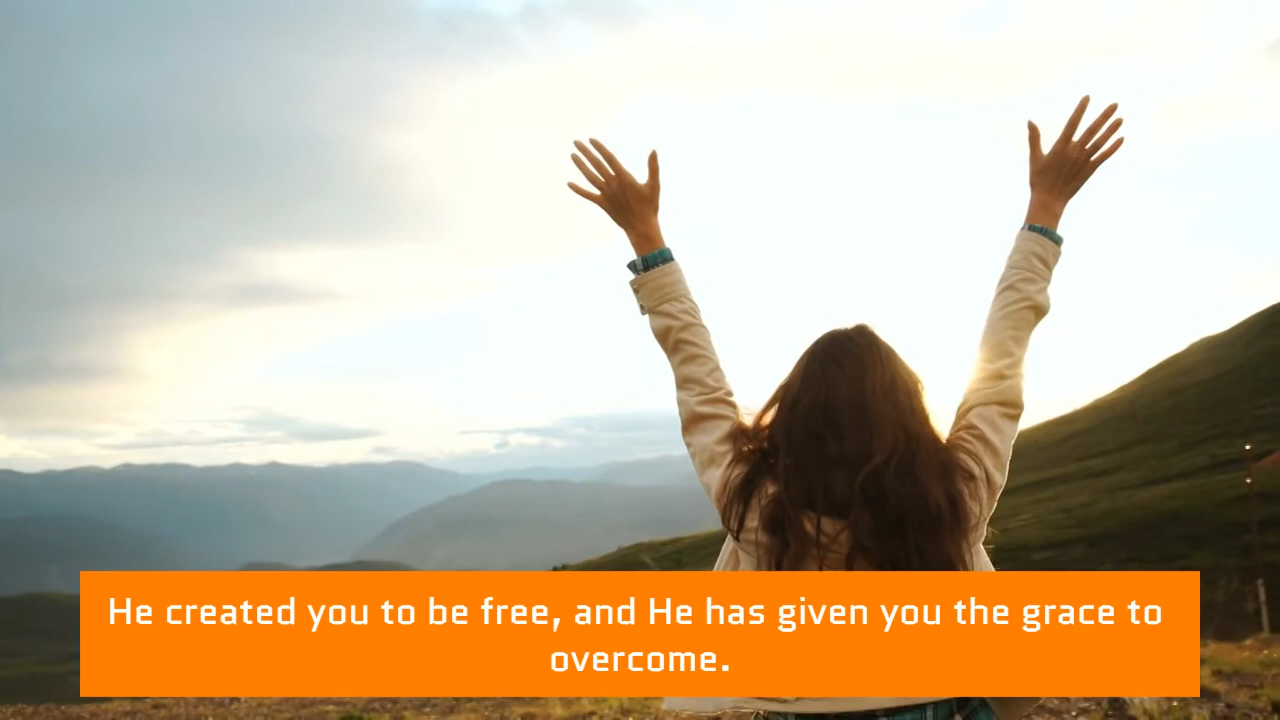 He created you to be free, and He has given you the grace to
overcome.